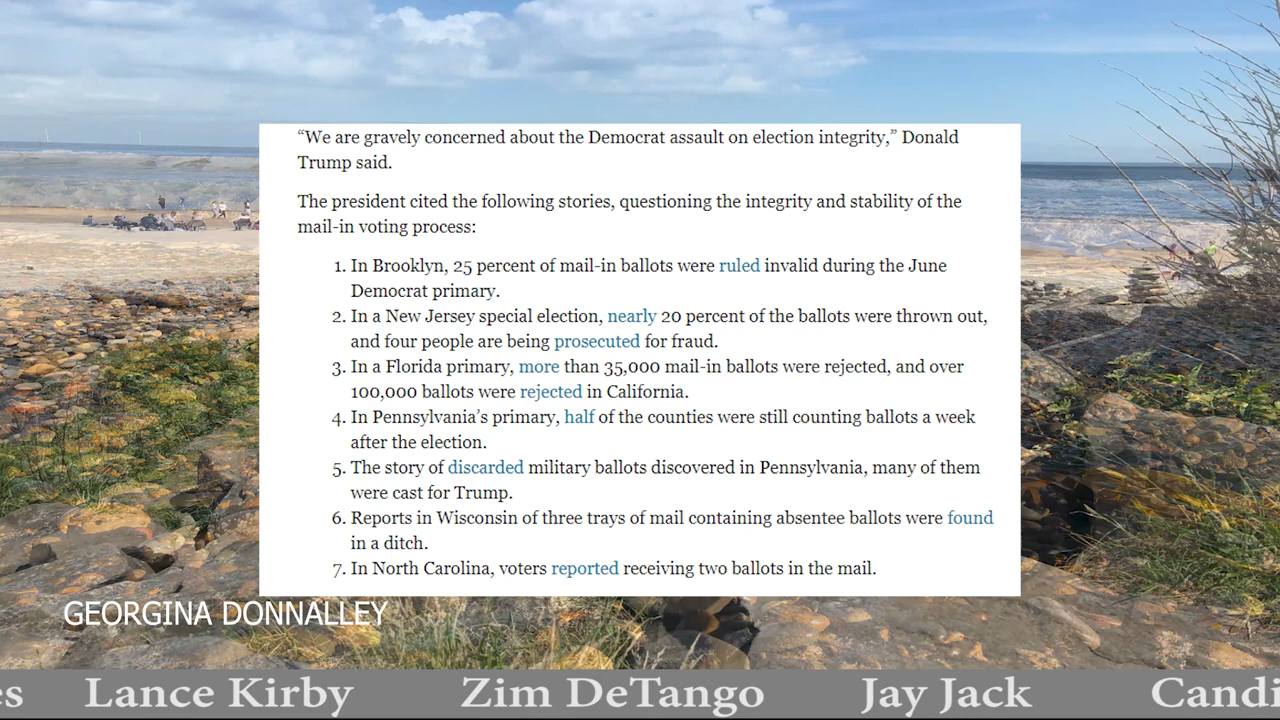 “We are gravely concerned about the Democrat assault on election integrity,” Donald
Trump said.
The president cited the following stories, questioning the integrity and stability of the
mail-in voting process:
1. In Brooklyn, 25 percent of mail-in ballots were ruled invalid during the June
Democrat primary.
2. In a New Jersey special election, nearly 20 percent of the ballots were thrown out,
and four people are being prosecuted for fraud.
3. In a Florida primary, more than 35,000 mail-in ballots were rejected, and over
100,000 ballots were rejected in California.
4. In Pennsylvania’s primary, half of the counties were still counting ballots a week
after the election.
5. The story of discarded military ballots discovered in Pennsylvania, many of them
were cast for Trump.
6. Reports in Wisconsin of three trays of mail containing absentee ballots were found
in a ditch.
7. In North Carolina, voters reported receiving two ballots in the mail.
GEORGINA DONNALLEY
es Lance Kirby Zim DeTango Jay Jack Candi